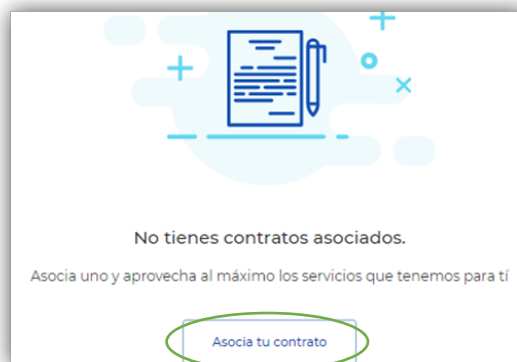 No tienes contratos asociados.
Asocia uno y aprovecha al máximo los servicios que tenemos para tí
Asocia tu contrato